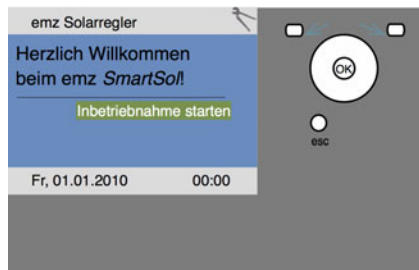 emz Solarregler
Herzlich Willkommen
beim emz SmartSol!
Inbetriebnahme starten
Fr, 01.01.2010 00:00
OK
esc